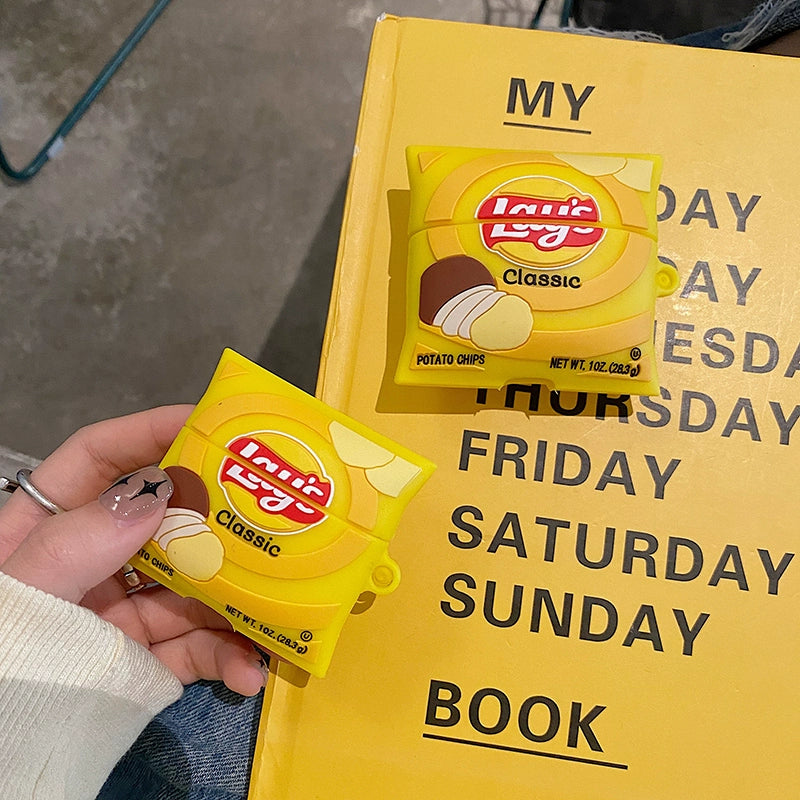 MY
DAY
DAY
ESDA
THURSDAY
FRIDAY
SATURDAY
SUNDAY
BOOK
Lay's
Classic
POTATO CHIPS
NET WT. 1OZ. (28.3g)
U
Lay's
Classic
TO CHIPS
NET WT. 1OZ. (28.3g)
U